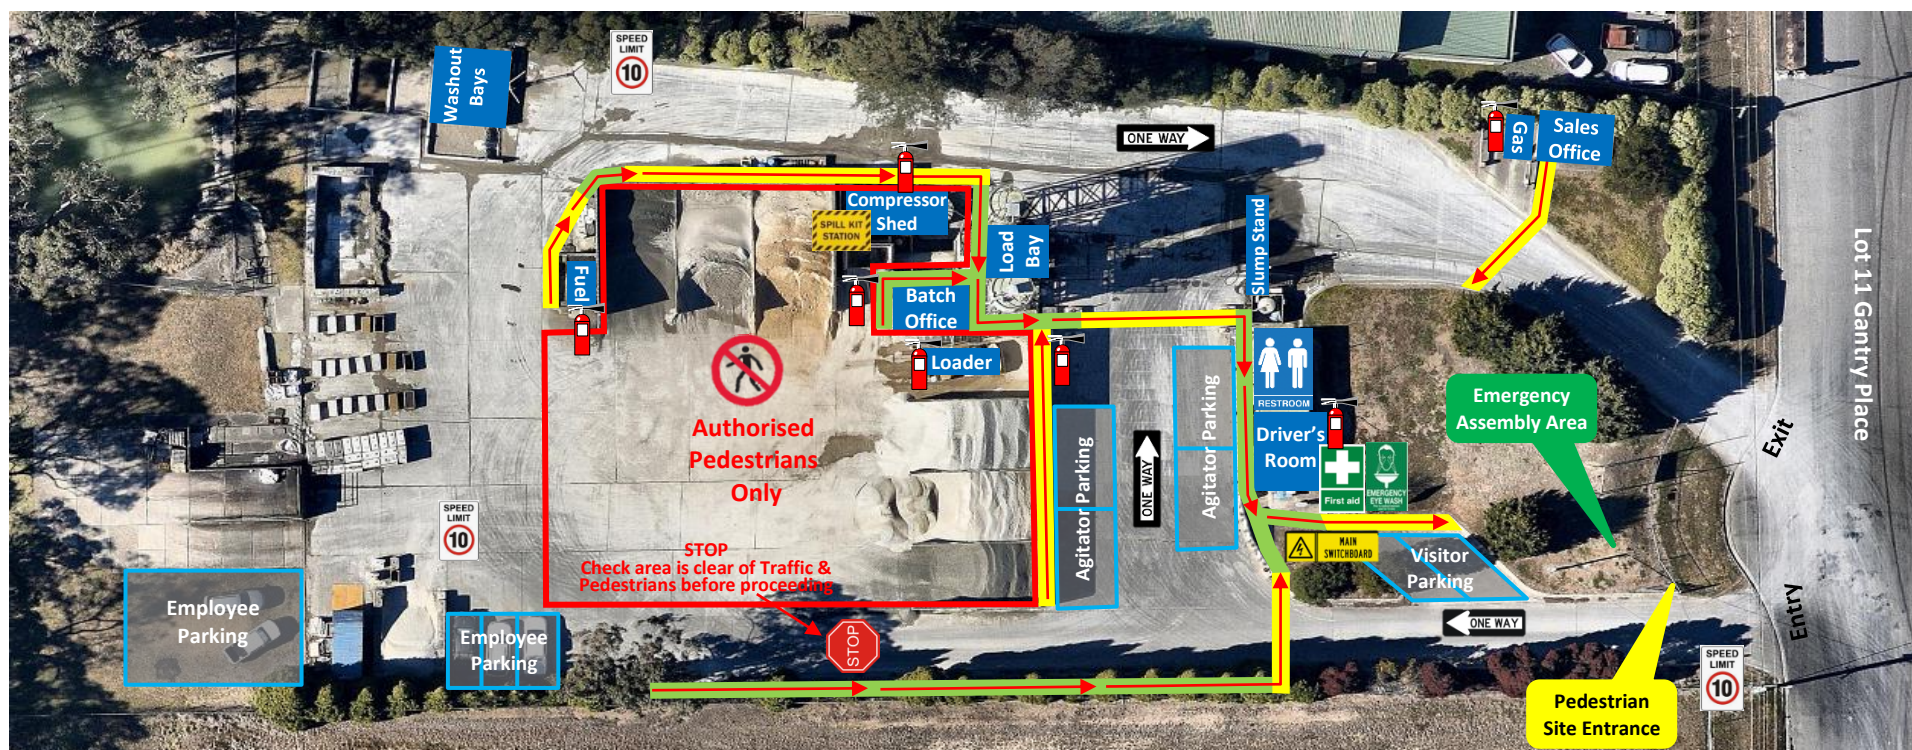 SPEED
LIMIT
10
Washout
Bays
ONE WAY
Gas
Sales
Office
Compressor
Shed
SPILL KIT
STATION
Load
Bay
Slump Stand
Fuel
Batch
Office
Loader
RESTROOM
Driver's
Room
First aid
EMERGENCY
EYE WASH
Agitator Parking
Agitator Parking
ONE WAY
Authorised
Pedestrians
Only
Emergency
Assembly Area
Exit
Lot 11 Gantry Place
SPEED
LIMIT
10
STOP
Check area is clear of Traffic &
Pedestrians before proceeding
MAIN
SWITCHBOARD
Visitor
Parking
Entry
Employee
Parking
Employee
Parking
STOP
ONE WAY
SPEED
LIMIT
10
Pedestrian
Site Entrance